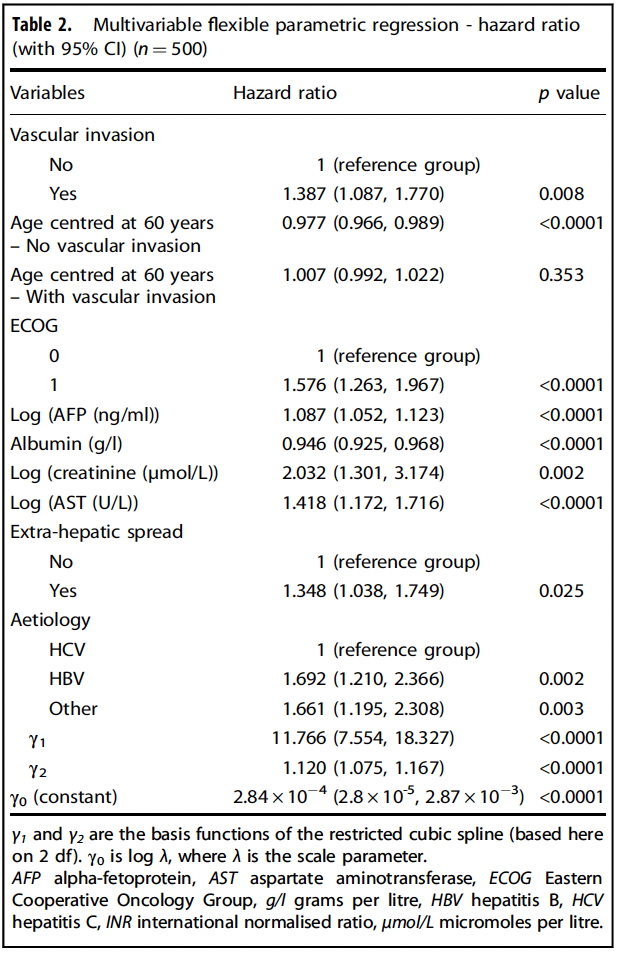 Table 2. Multivariable flexible parametric regression - hazard ratio
(with 95% CI) (n = 500)
Variables Hazard ratio p value
Vascular invasion
No 1 (reference group)
Yes 1.387 (1.087, 1.770) 0.008
Age centred at 60 years 0.977 (0.966, 0.989) <0.0001
– No vascular invasion
Age centred at 60 years 1.007 (0.992, 1.022) 0.353
– With vascular invasion
ECOG
0 1 (reference group)
1 1.576 (1.263, 1.967) <0.0001
Log (AFP (ng/ml)) 1.087 (1.052, 1.123) <0.0001
Albumin (g/l) 0.946 (0.925, 0.968) <0.0001
Log (creatinine (μmol/L)) 2.032 (1.301, 3.174) 0.002
Log (AST (U/L)) 1.418 (1.172, 1.716) <0.0001
Extra-hepatic spread
No 1 (reference group)
Yes 1.348 (1.038, 1.749) 0.025
Aetiology
HCV 1 (reference group)
HBV 1.692 (1.210, 2.366) 0.002
Other 1.661 (1.195, 2.308) 0.003
γ₁ 11.766 (7.554, 18.327) <0.0001
γ₂ 1.120 (1.075, 1.167) <0.0001
γ₀ (constant) 2.84 × 10⁻⁴ (2.8 × 10⁻⁵, 2.87 × 10⁻³) <0.0001
γ₁ and γ₂ are the basis functions of the restricted cubic spline (based here
on 2 df). γ₀ is log λ, where λ is the scale parameter.
AFP alpha-fetoprotein, AST aspartate aminotransferase, ECOG Eastern
Cooperative Oncology Group, g/l grams per litre, HBV hepatitis B, HCV
hepatitis C, INR international normalised ratio, μmol/L micromoles per litre.